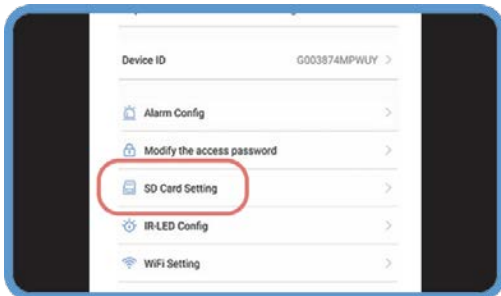 Device ID G003874MPWUY >
Alarm Config >
Modify the access password >
SD Card Setting >
IR-LED Config >
WiFi Setting >